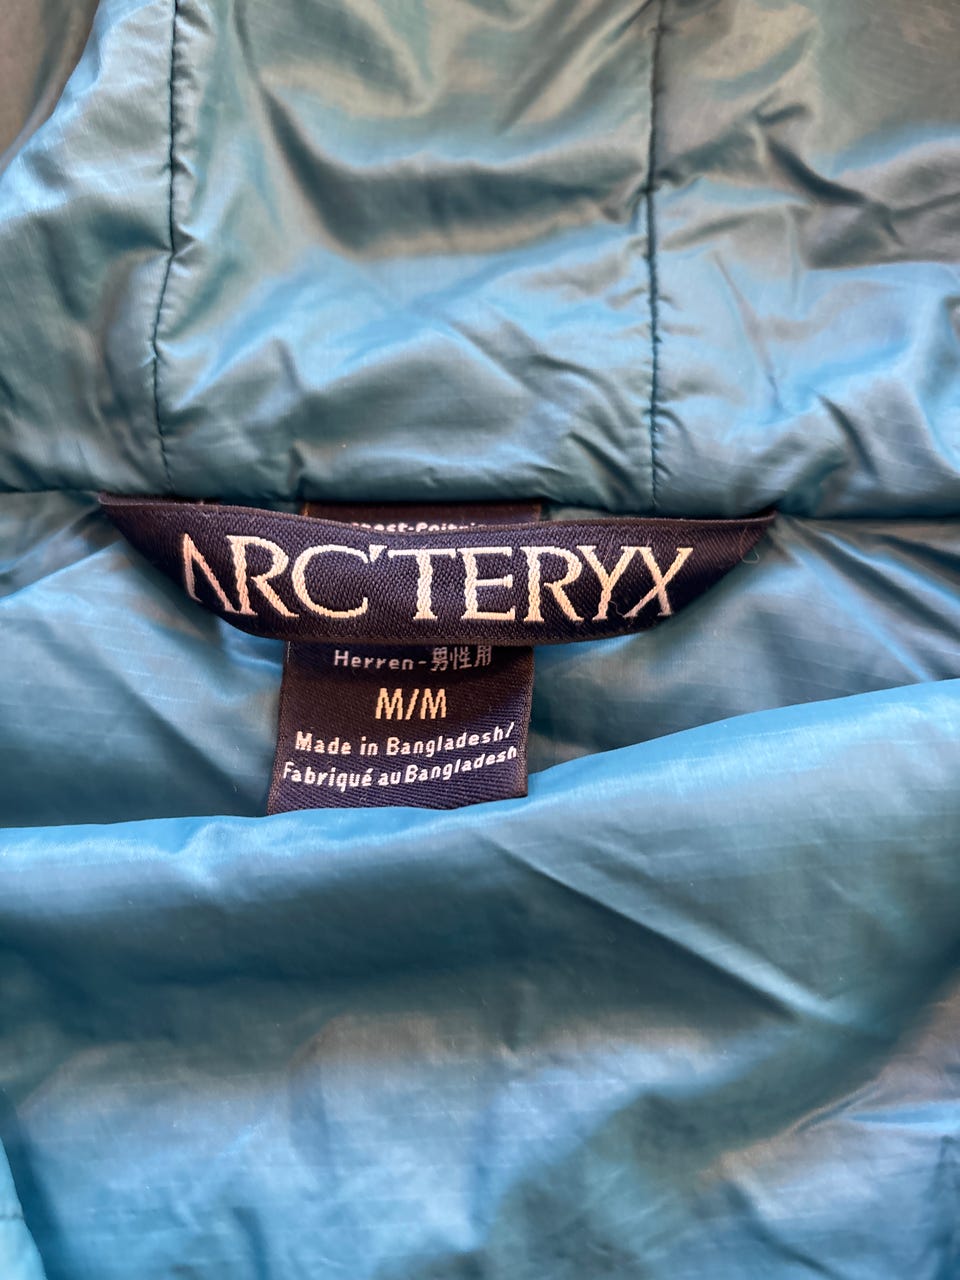 ARC'TERYX
Herren-男性用
M/M
Made in Bangladesh/
Fabriqué au Bangladesh